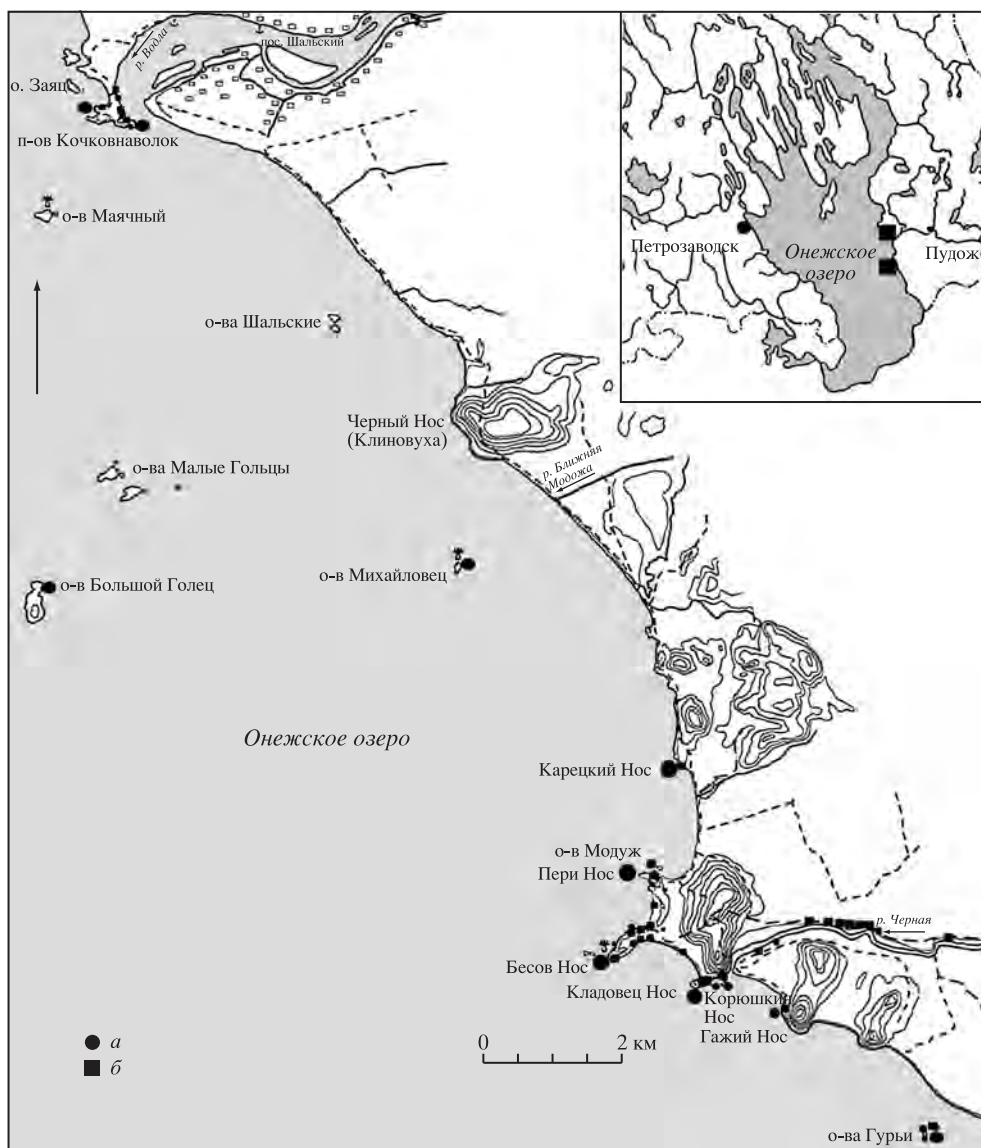 р. Водла
пос. Шальский
о. Заяц
п-ов Кочковнаволок
о-в Маячный
о-ва Шальские
Черный Нос
(Клиновуха)
р. Ближняя
Модожа
о-ва Малые Гольцы
о-в Михайловец
о-в Большой Голец
Онежское озеро
Карецкий Нос
о-в Модуж
Пери Нос
р. Черная
Бесов Нос
Кладовец Нос
Корюшкин
Нос
Гажий Нос
0 2 км
а
б
о-ва Гурьи
Петрозаводск
Онежское
озеро
Пудож